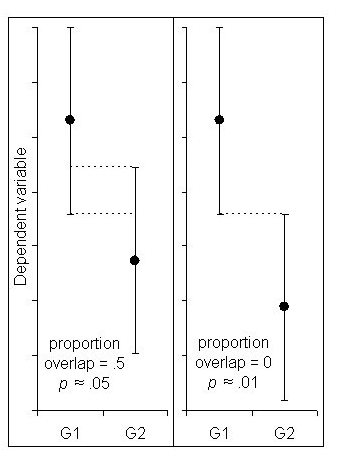 Dependent variable
proportion
overlap = .5
p ≈ .05
G1 G2
proportion
overlap = 0
p ≈ .01
G1 G2